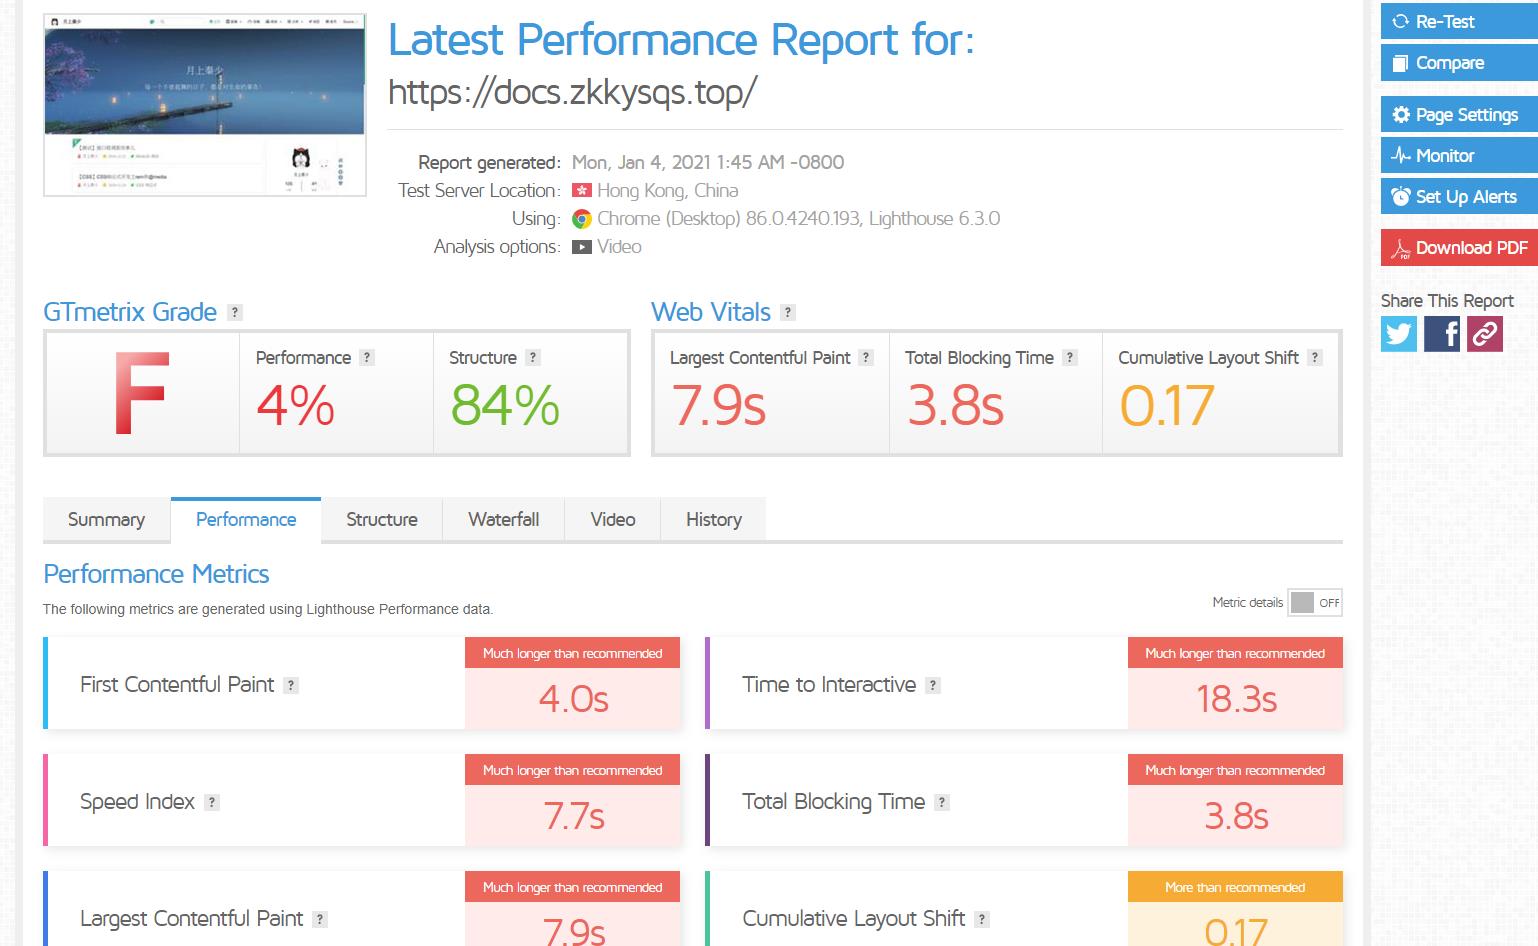 月上秦少
Latest Performance Report for:
https://docs.zkkysqs.top/
Report generated: Mon, Jan 4, 2021 1:45 AM -0800
Test Server Location: Hong Kong, China
Using: Chrome (Desktop) 86.0.4240.193, Lighthouse 6.3.0
Analysis options: Video
Re-Test
Compare
Page Settings
Monitor
Set Up Alerts
Download PDF
Share This Report
GTmetrix Grade ?
F
Performance ?
4%
Structure ?
84%
Web Vitals ?
Largest Contentful Paint ?
7.9s
Total Blocking Time ?
3.8s
Cumulative Layout Shift ?
0.17
Summary
Performance
Structure
Waterfall
Video
History
Performance Metrics
The following metrics are generated using Lighthouse Performance data.
Metric details OFF
First Contentful Paint ?
Much longer than recommended
4.0s
Time to Interactive ?
Much longer than recommended
18.3s
Speed Index ?
Much longer than recommended
7.7s
Total Blocking Time ?
Much longer than recommended
3.8s
Largest Contentful Paint ?
Much longer than recommended
7.9s
Cumulative Layout Shift ?
More than recommended
0.17